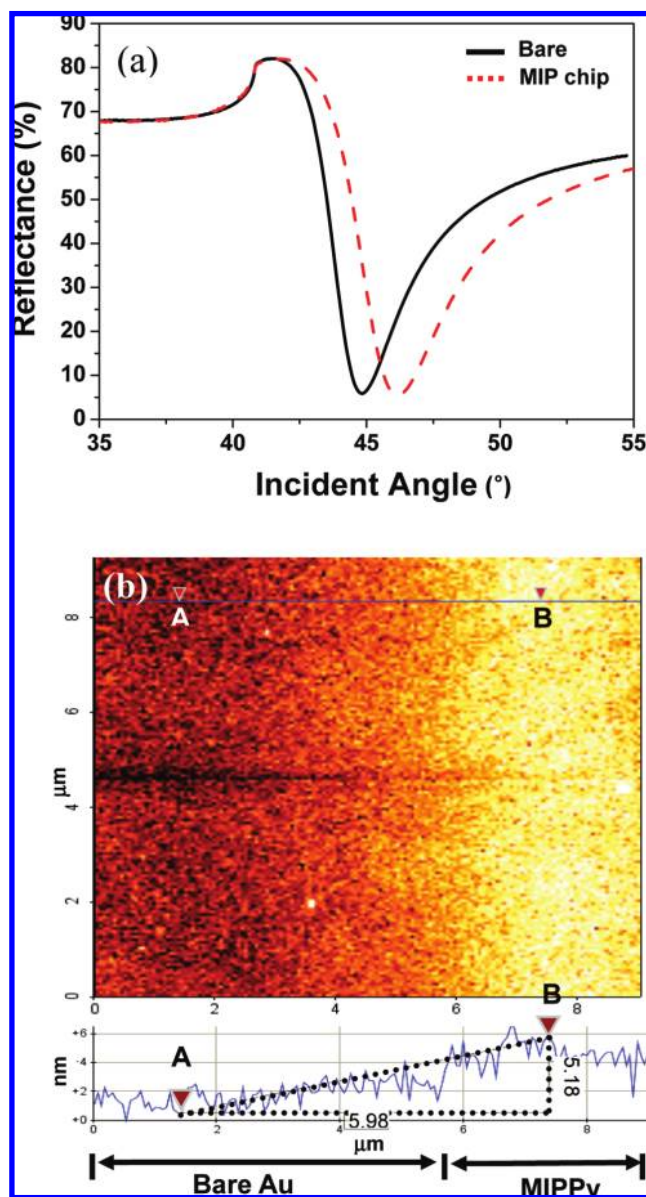 (a)
Bare
MIP chip
90
80
70
60
50
40
30
20
10
0
Reflectance (%)
35 40 45 50 55
Incident Angle (°)
(b)
A B
8
6
4
2
0
μm
0 2 4 6 8
A B
+6
-4
-2
+0
nm
5.18
5.98
0 2 4 6 8
μm
Bare Au MIPPy